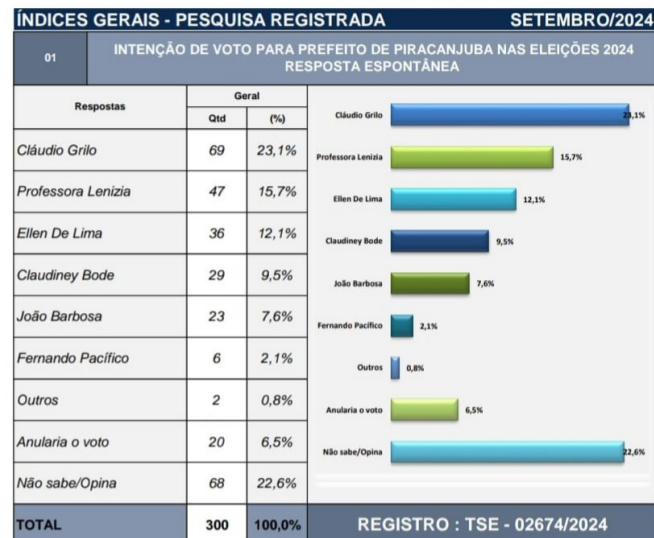 ÍNDICES GERAIS - PESQUISA REGISTRADA SETEMBRO/2024
01 INTENÇÃO DE VOTO PARA PREFEITO DE PIRACANJUBA NAS ELEIÇÕES 2024
RESPOSTA ESPONTÂNEA
Respostas Geral
Qtd (%)
Cláudio Grilo 69 23,1%
Professora Lenízia 47 15,7%
Ellen De Lima 36 12,1%
Claudiney Bode 29 9,5%
João Barbosa 23 7,6%
Fernando Pacífico 6 2,1%
Outros 2 0,8%
Anularia o voto 20 6,5%
Não sabe/Opina 68 22,6%
TOTAL 300 100,0%
Cláudio Grilo 23,1%
Professora Lenízia 15,7%
Ellen De Lima 12,1%
Claudiney Bode 9,5%
João Barbosa 7,6%
Fernando Pacífico 2,1%
Outros 0,8%
Anularia o voto 6,5%
Não sabe/Opina 22,6%
REGISTRO : TSE - 02674/2024